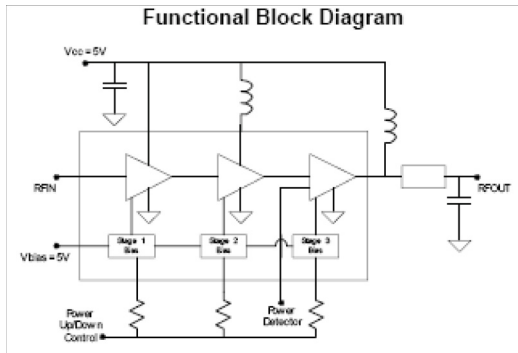 Functional Block Diagram
Vcc = 5V
RFIN
RFOUT
Stage 1
Bias
Stage 2
Bias
Stage 3
Bias
Vbias = 5V
Power
Up/Down
Control
Power
Detector